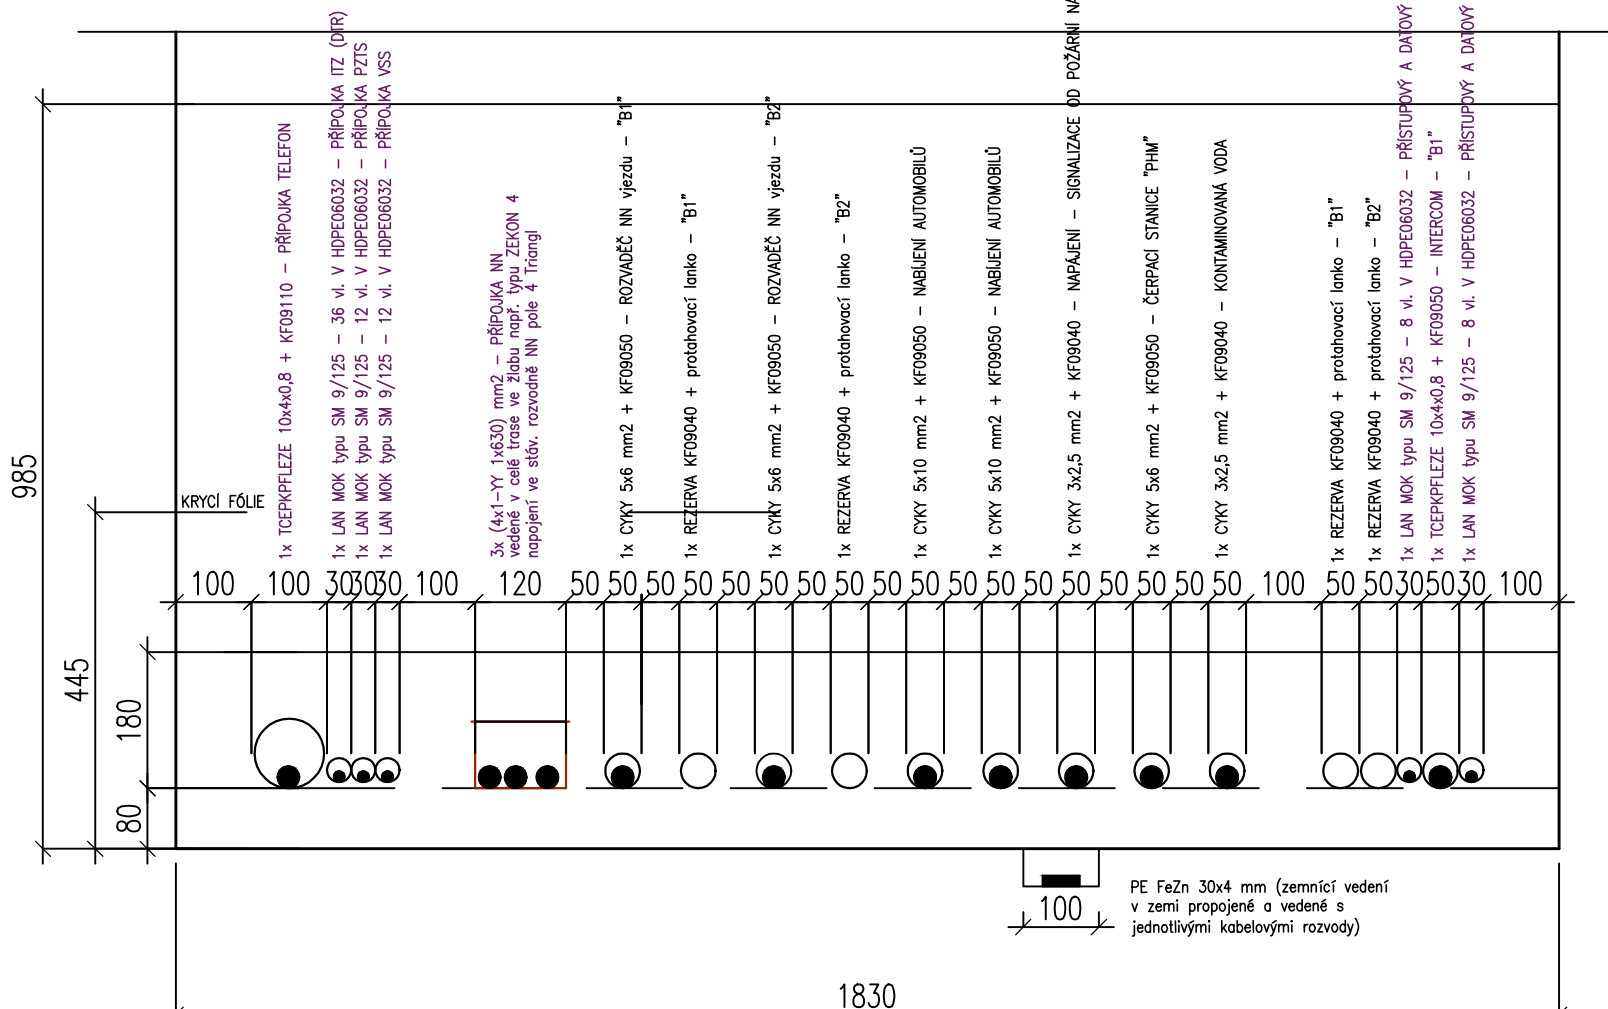 1x TCEPKPFLEZE 10x4x0,8 + KF09110 – PŘÍPOJKA TELEFON
1x LAN MOK typu SM 9/125 – 36 vl. V HDPE06032 – PŘÍPOJKA ITZ (DTR)
1x LAN MOK typu SM 9/125 – 12 vl. V HDPE06032 – PŘÍPOJKA PZTS
1x LAN MOK typu SM 9/125 – 12 vl. V HDPE06032 – PŘÍPOJKA VSS
3x (4x1–YY 1x630) mm2 – PŘÍPOJKA NN
vedené v celé trase ve žlabu např. typu ZEKON 4
napojení ve stáv. rozvodně NN pole 4 Triangl
1x CYKY 5x6 mm2 + KF09050 – ROZVADĚČ NN vjezdu – "B1"
1x REZERVA KF09040 + protahovací lanko – "B1"
1x CYKY 5x6 mm2 + KF09050 – ROZVADĚČ NN vjezdu – "B2"
1x REZERVA KF09040 + protahovací lanko – "B2"
1x CYKY 5x10 mm2 + KF09050 – NABÍJENÍ AUTOMOBILŮ
1x CYKY 5x10 mm2 + KF09050 – NABÍJENÍ AUTOMOBILŮ
1x CYKY 3x2,5 mm2 + KF09040 – NAPÁJENÍ – SIGNALIZACE OD POŽÁRNÍ
1x CYKY 5x6 mm2 + KF09050 – ČERPACÍ STANICE "PHM"
1x CYKY 3x2,5 mm2 + KF09040 – KONTAMINOVANÁ VODA
1x REZERVA KF09040 + protahovací lanko – "B1"
1x REZERVA KF09040 + protahovací lanko – "B2"
1x LAN MOK typu SM 9/125 – 8 vl. V HDPE06032 – PŘÍSTUPOVÝ A DATOVÝ
1x TCEPKPFLEZE 10x4x0,8 + KF09050 – INTERCOM – "B1"
1x LAN MOK typu SM 9/125 – 8 vl. V HDPE06032 – PŘÍSTUPOVÝ A DATOVÝ
985
KRYCÍ FÓLIE
100 100 30 30 30 100 120 50 50 50 50 50 50 50 50 50 50 50 50 50 50 50 50 50 50 100 50 50 30 50 30 100
445
180
80
PE FeZn 30x4 mm (zemnící vedení
v zemi propojené a vedené s
jednotlivými kabelovými rozvody)
100
1830